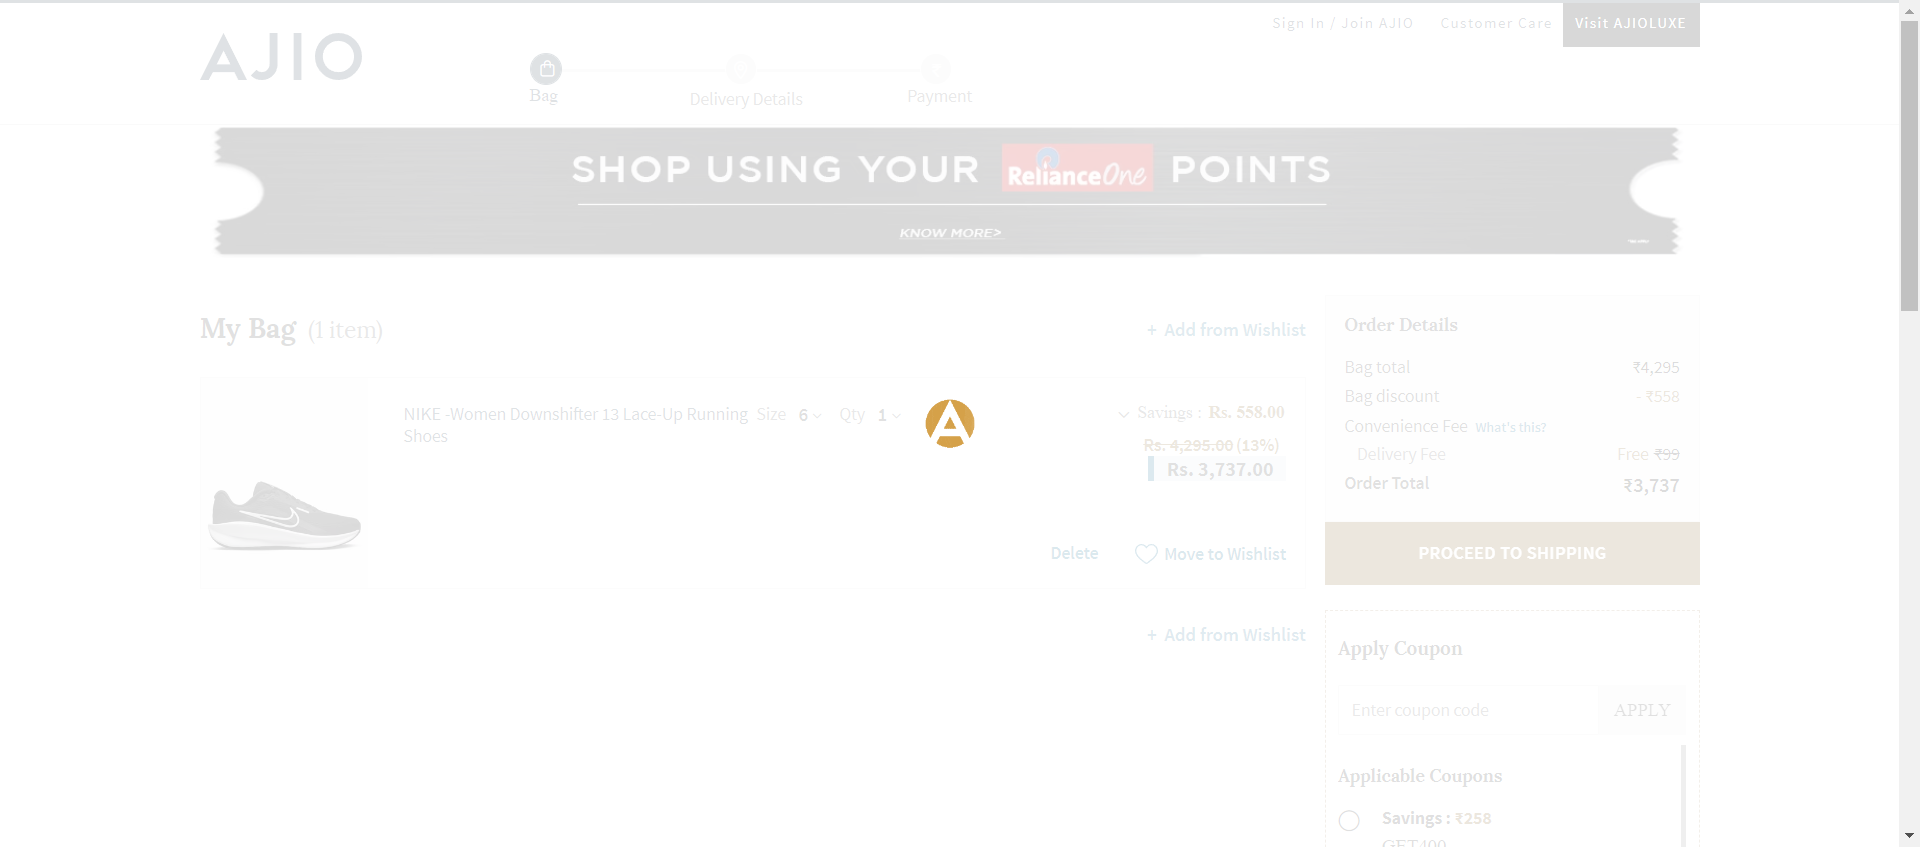 Sign In / Join AJIO
Customer Care
Visit AJIOLUXE
AJIO
Bag
Delivery Details
Payment
SHOP USING YOUR RelianceOne POINTS
KNOW MORE>
My Bag (1 item)
+ Add from Wishlist
NIKE -Women Downshifter 13 Lace-Up Running Shoes
Size 6
Qty 1
A
Savings : Rs. 558.00
Rs. 4,295.00 (13%)
Rs. 3,737.00
Delete
Move to Wishlist
+ Add from Wishlist
Order Details
Bag total ₹4,295
Bag discount - ₹558
Convenience Fee What's this?
Delivery Fee Free ₹99
Order Total ₹3,737
PROCEED TO SHIPPING
Apply Coupon
Enter coupon code
APPLY
Applicable Coupons
Savings : ₹258
GET400